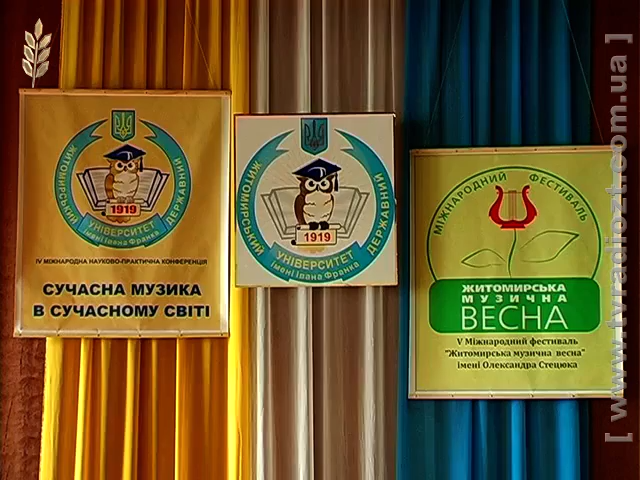 ЖИТОМИРСЬКИЙ
ДЕРЖАВНИЙ
1919
УНІВЕРСИТЕТ
імені Івана Франка
IV МІЖНАРОДНА НАУКОВО-ПРАКТИЧНА КОНФЕРЕНЦІЯ
СУЧАСНА МУЗИКА
В СУЧАСНОМУ СВІТІ
ЖИТОМИРСЬКИЙ
ДЕРЖАВНИЙ
1919
УНІВЕРСИТЕТ
імені Івана Франка
МІЖНАРОДНИЙ ФЕСТИВАЛЬ
ЖИТОМИРСЬКА
МУЗИЧНА
ВЕСНА
V Міжнародний фестиваль
"Житомирська музична весна"
імені Олександра Стецюка
[ www.tvradiozt.com.ua ]